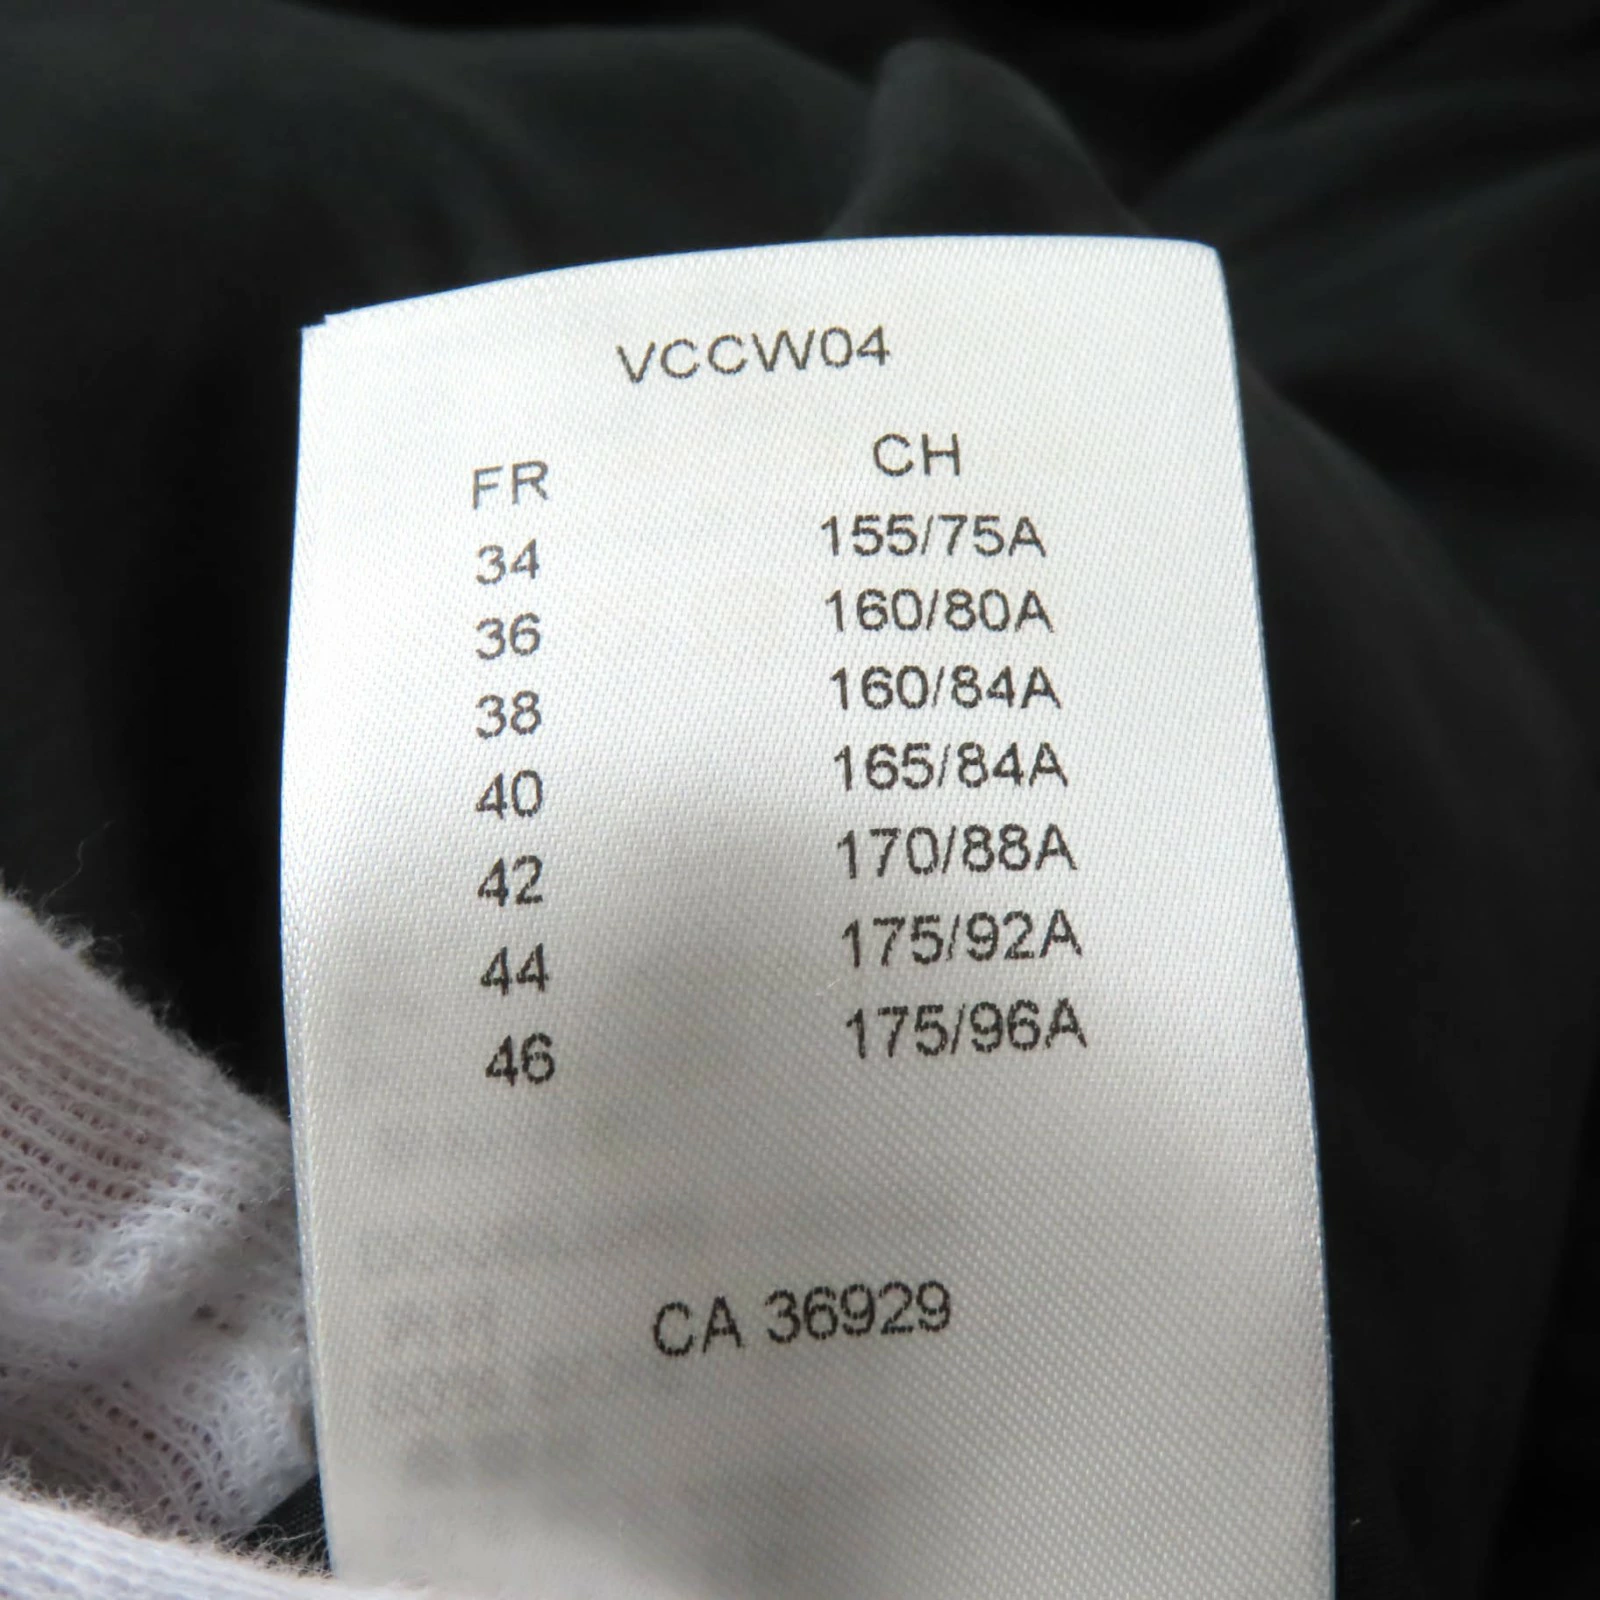 VCCW04
FR CH
34 155/75A
36 160/80A
38 160/84A
40 165/84A
42 170/88A
44 175/92A
46 175/96A
CA 36929